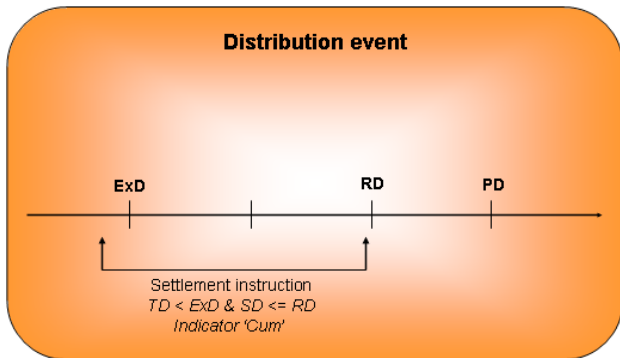 Distribution event
ExD RD PD
Settlement instruction
TD < ExD & SD <= RD
Indicator 'Cum'